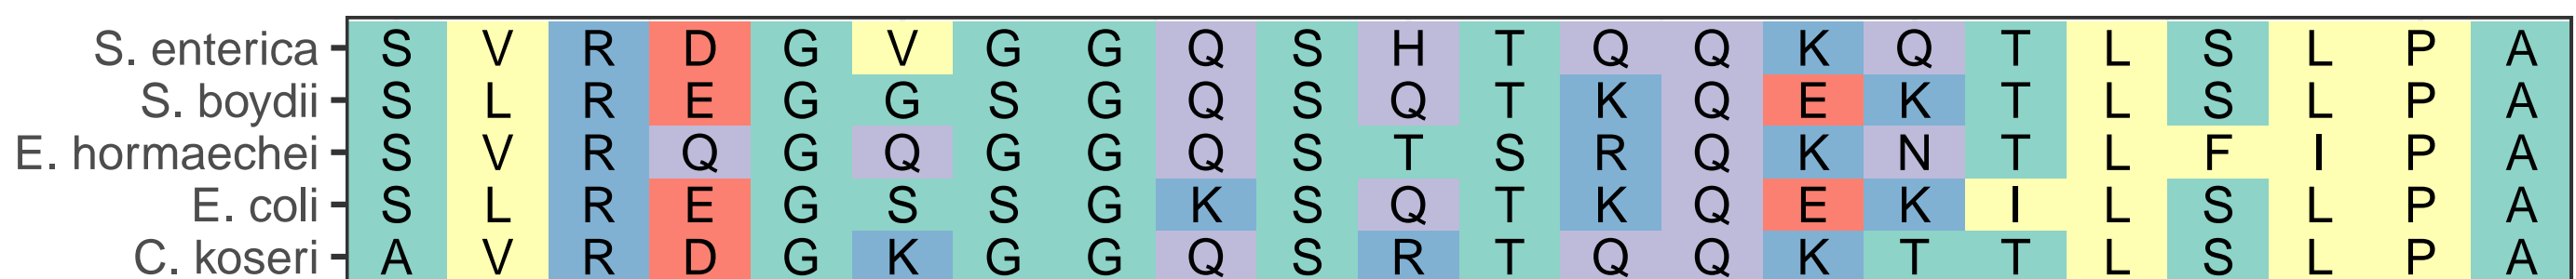 S. enterica S V R D G V G G Q S H T Q Q K Q T L S L P A
S. boydii S L R E G G S G Q S Q T K Q E K T L S L P A
E. hormaechei S V R Q G Q G G Q S T S R Q K N T L F I P A
E. coli S L R E G S S G K S Q T K Q E K I L S L P A
C. koseri A V R D G K G G Q S R T Q Q K T T L S L P A